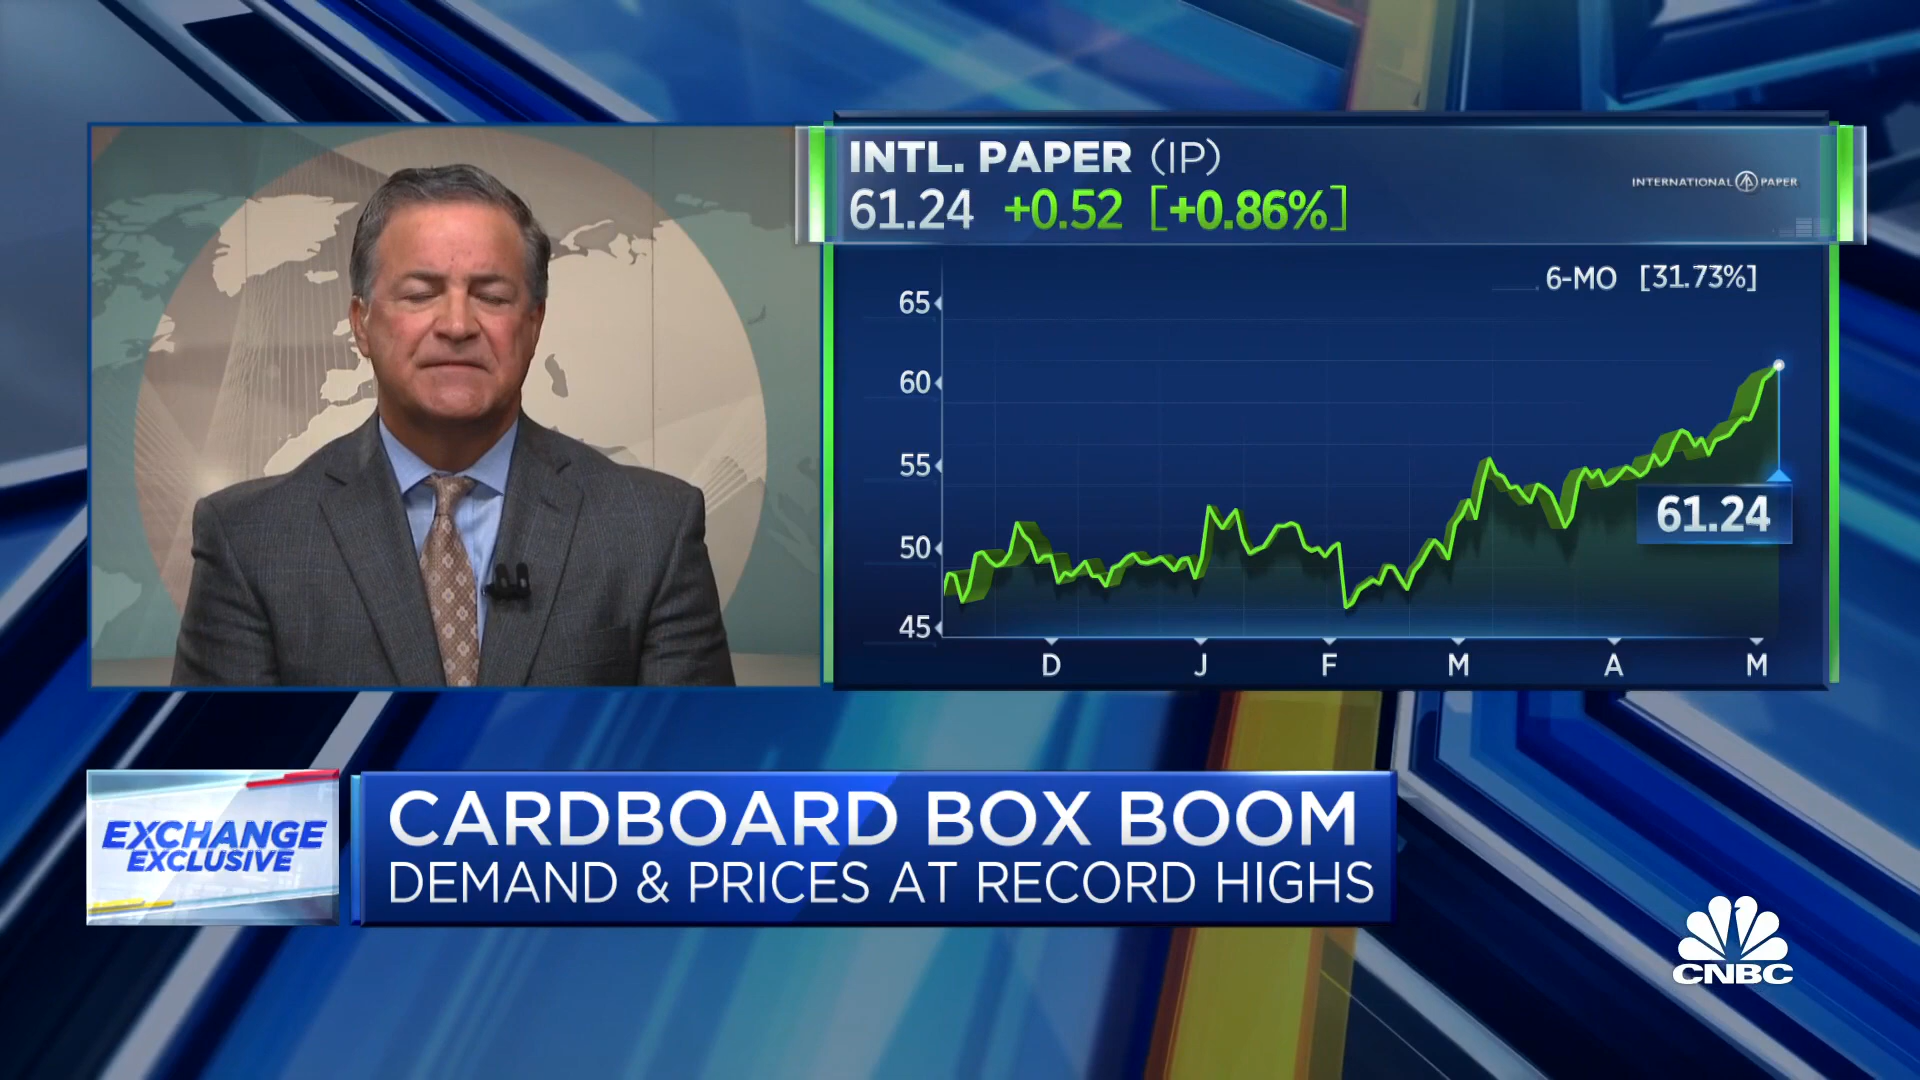 INTL. PAPER (IP)
61.24 +0.52 [+0.86%]
INTERNATIONAL PAPER
6-MO [31.73%]
65
60
55
50
45
61.24
D J F M A M
EXCHANGE
EXCLUSIVE
CARDBOARD BOX BOOM
DEMAND & PRICES AT RECORD HIGHS
CNBC